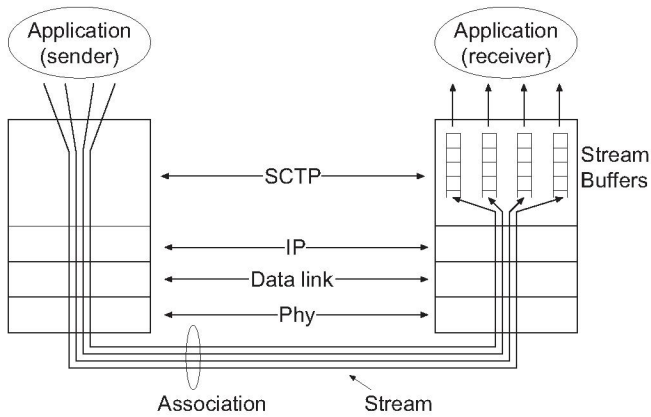 Application
(sender)
Application
(receiver)
SCTP
Stream
Buffers
IP
Data link
Phy
Association
Stream